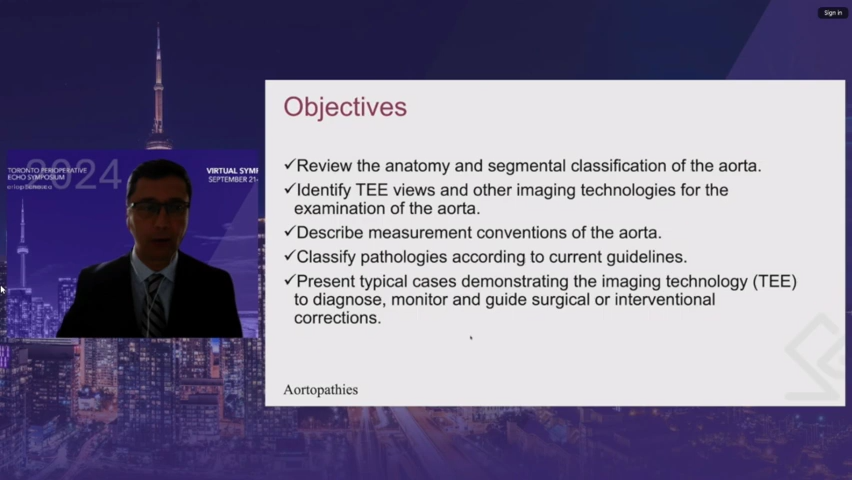 Sign in
Objectives
✓Review the anatomy and segmental classification of the aorta.
✓Identify TEE views and other imaging technologies for the
examination of the aorta.
✓Describe measurement conventions of the aorta.
✓Classify pathologies according to current guidelines.
✓Present typical cases demonstrating the imaging technology (TEE)
to diagnose, monitor and guide surgical or interventional
corrections.
Aortopathies
2024
TORONTO PERIOPERATIVE
ECHO SYMPOSIUM
VIRTUAL SYMP
SEPTEMBER 21-